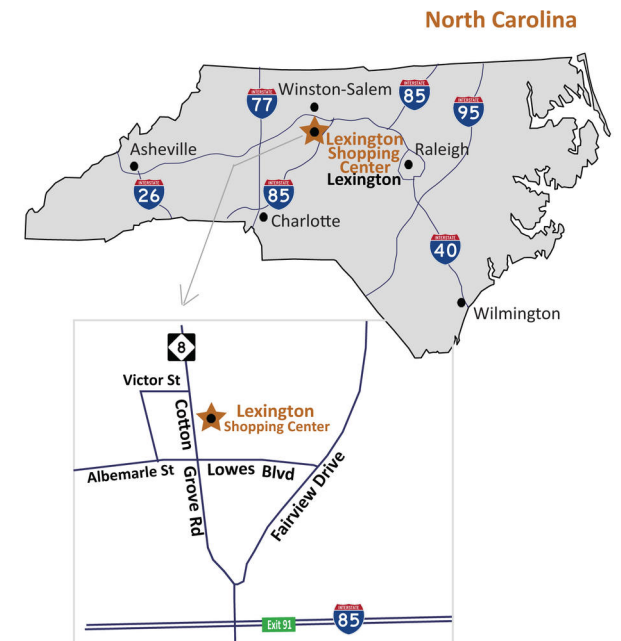 North Carolina
INTERSTATE
77
Winston-Salem
INTERSTATE
85
INTERSTATE
95
Asheville
Lexington
Shopping
Center
Lexington
Raleigh
INTERSTATE
26
INTERSTATE
85
Charlotte
INTERSTATE
40
Wilmington
8
Victor St
Cotton
Grove Rd
Lexington
Shopping Center
Albemarle St
Lowes Blvd
Fairview Drive
Exit 91
INTERSTATE
85